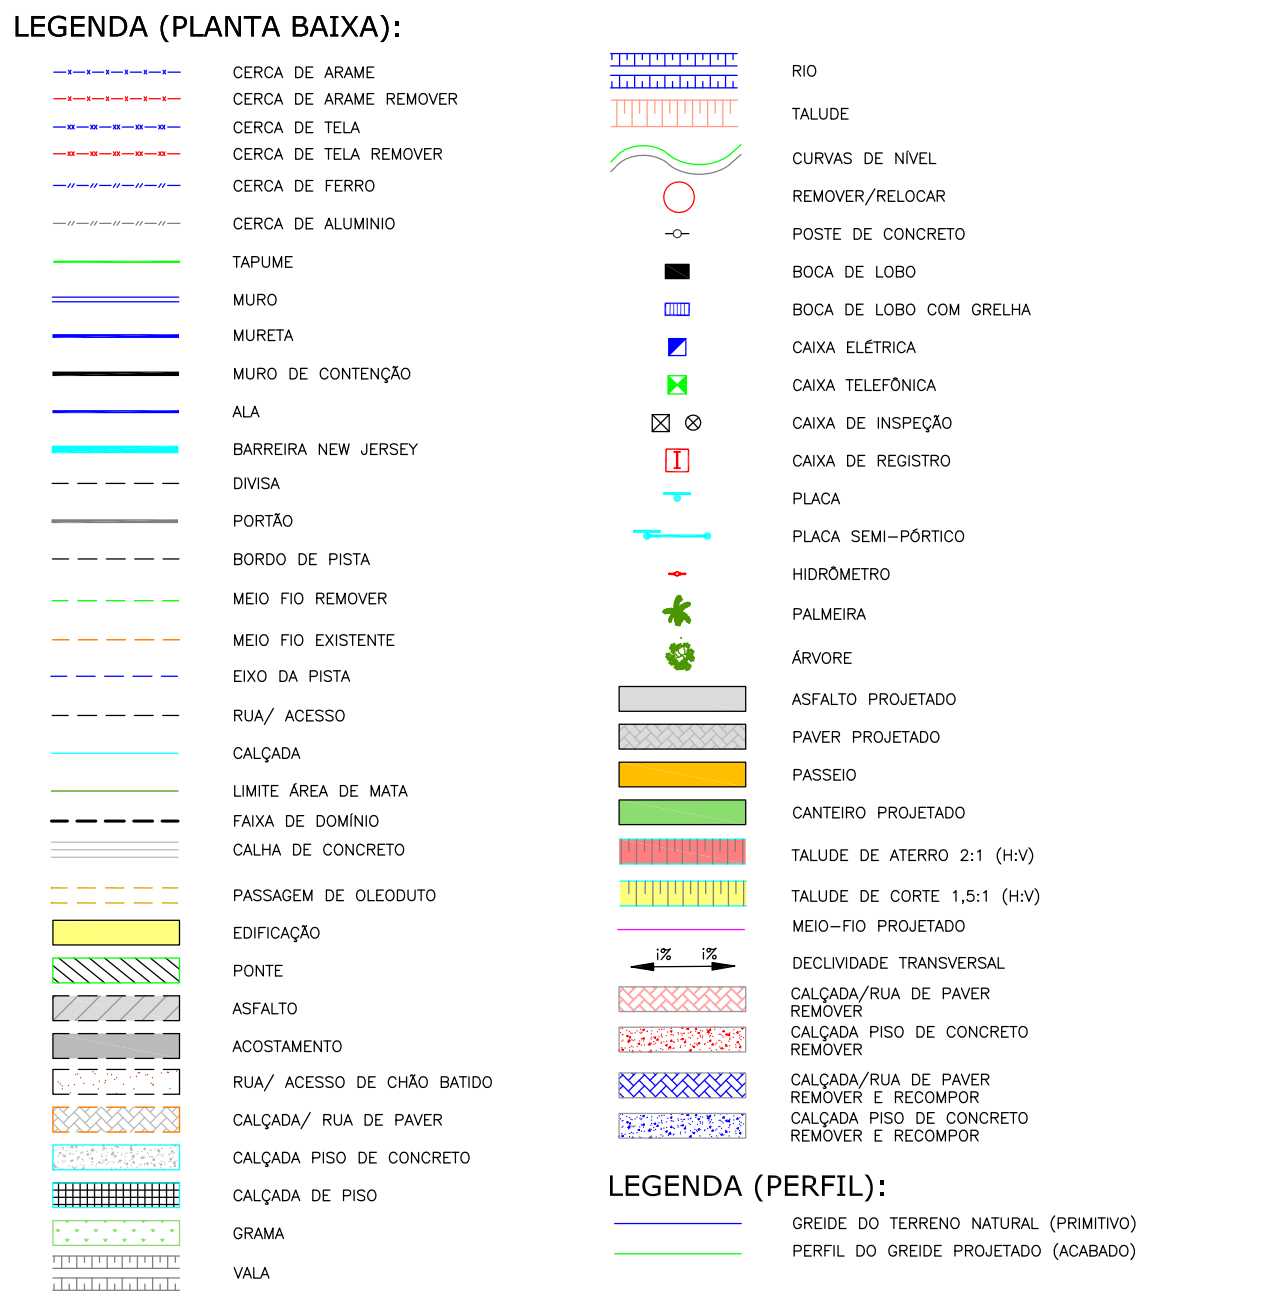 LEGENDA (PLANTA BAIXA):
CERCA DE ARAME
CERCA DE ARAME REMOVER
CERCA DE TELA
CERCA DE TELA REMOVER
CERCA DE FERRO
CERCA DE ALUMINIO
TAPUME
MURO
MURETA
MURO DE CONTENÇÃO
ALA
BARREIRA NEW JERSEY
DIVISA
PORTÃO
BORDO DE PISTA
MEIO FIO REMOVER
MEIO FIO EXISTENTE
EIXO DA PISTA
RUA/ ACESSO
CALÇADA
LIMITE ÁREA DE MATA
FAIXA DE DOMÍNIO
CALHA DE CONCRETO
PASSAGEM DE OLEODUTO
EDIFICAÇÃO
PONTE
ASFALTO
ACOSTAMENTO
RUA/ ACESSO DE CHÃO BATIDO
CALÇADA/ RUA DE PAVER
CALÇADA PISO DE CONCRETO
CALÇADA DE PISO
GRAMA
VALA
RIO
TALUDE
CURVAS DE NÍVEL
REMOVER/RELOCAR
POSTE DE CONCRETO
BOCA DE LOBO
BOCA DE LOBO COM GRELHA
CAIXA ELÉTRICA
CAIXA TELEFÔNICA
CAIXA DE INSPEÇÃO
I CAIXA DE REGISTRO
PLACA
PLACA SEMI-PÓRTICO
HIDRÔMETRO
PALMEIRA
ÁRVORE
ASFALTO PROJETADO
PAVER PROJETADO
PASSEIO
CANTEIRO PROJETADO
TALUDE DE ATERRO 2:1 (H:V)
TALUDE DE CORTE 1,5:1 (H:V)
MEIO-FIO PROJETADO
i% i% DECLIVIDADE TRANSVERSAL
CALÇADA/RUA DE PAVER
REMOVER
CALÇADA PISO DE CONCRETO
REMOVER
CALÇADA/RUA DE PAVER
REMOVER E RECOMPOR
CALÇADA PISO DE CONCRETO
REMOVER E RECOMPOR
LEGENDA (PERFIL):
GREIDE DO TERRENO NATURAL (PRIMITIVO)
PERFIL DO GREIDE PROJETADO (ACABADO)